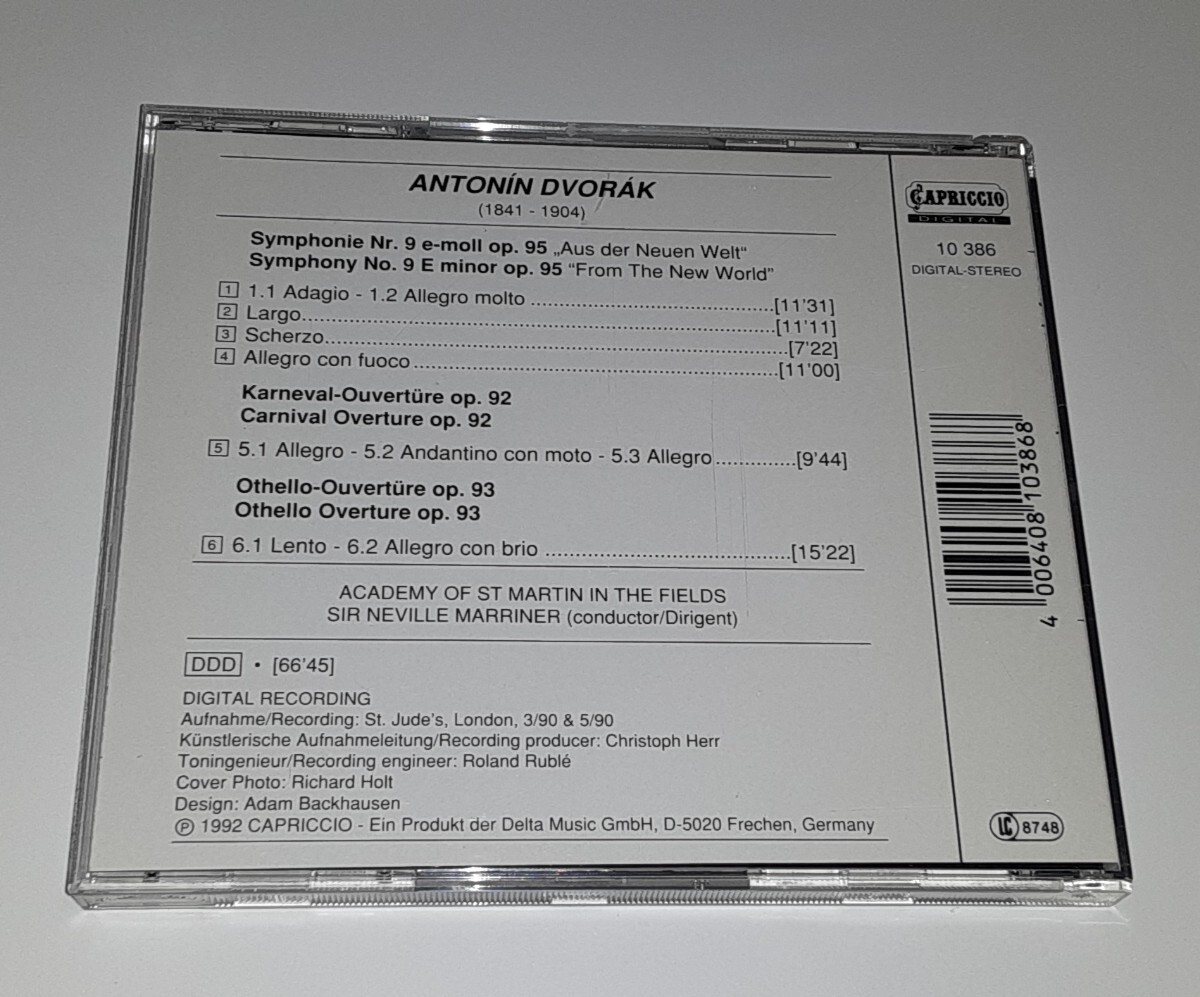 ANTONÍN DVORÁK
(1841 - 1904)
Symphonie Nr. 9 e-moll op. 95 „Aus der Neuen Welt“
Symphony No. 9 E minor op. 95 “From The New World”
1 1.1 Adagio - 1.2 Allegro molto ....................................[11'31]
2 Largo........................................................................[11'11]
3 Scherzo......................................................................[7'22]
4 Allegro con fuoco......................................................[11'00]
Karneval-Ouvertüre op. 92
Carnival Overture op. 92
5 5.1 Allegro - 5.2 Andantino con moto - 5.3 Allegro.............[9'44]
Othello-Ouvertüre op. 93
Othello Overture op. 93
6 6.1 Lento - 6.2 Allegro con brio ....................................[15'22]
ACADEMY OF ST MARTIN IN THE FIELDS
SIR NEVILLE MARRINER (conductor/Dirigent)
DDD • [66'45]
DIGITAL RECORDING
Aufnahme/Recording: St. Jude's, London, 3/90 & 5/90
Künstlerische Aufnahmeleitung/Recording producer: Christoph Herr
Toningenieur/Recording engineer: Roland Rublé
Cover Photo: Richard Holt
Design: Adam Backhausen
℗ 1992 CAPRICCIO - Ein Produkt der Delta Music GmbH, D-5020 Frechen, Germany
CAPRICCIO
DIGITAL
10 386
DIGITAL-STEREO
4 006408 103868
LC 8748